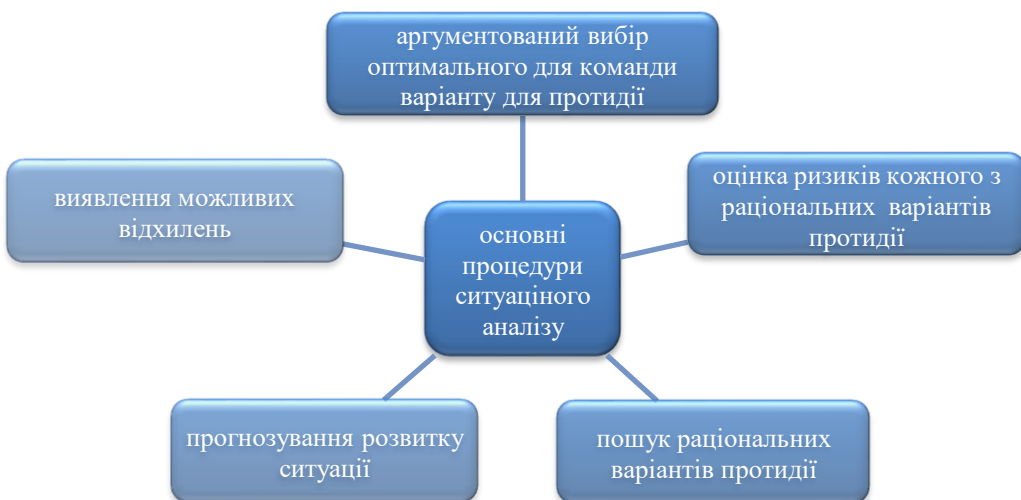 аргументований вибір
оптимального для команди
варіанту для протидії
виявлення можливих
відхилень
оцінка ризиків кожного з
раціональних варіантів
протидії
основні
процедури
ситуаціного
аналізу
прогнозування розвитку
ситуації
пошук раціональних
варіантів протидії